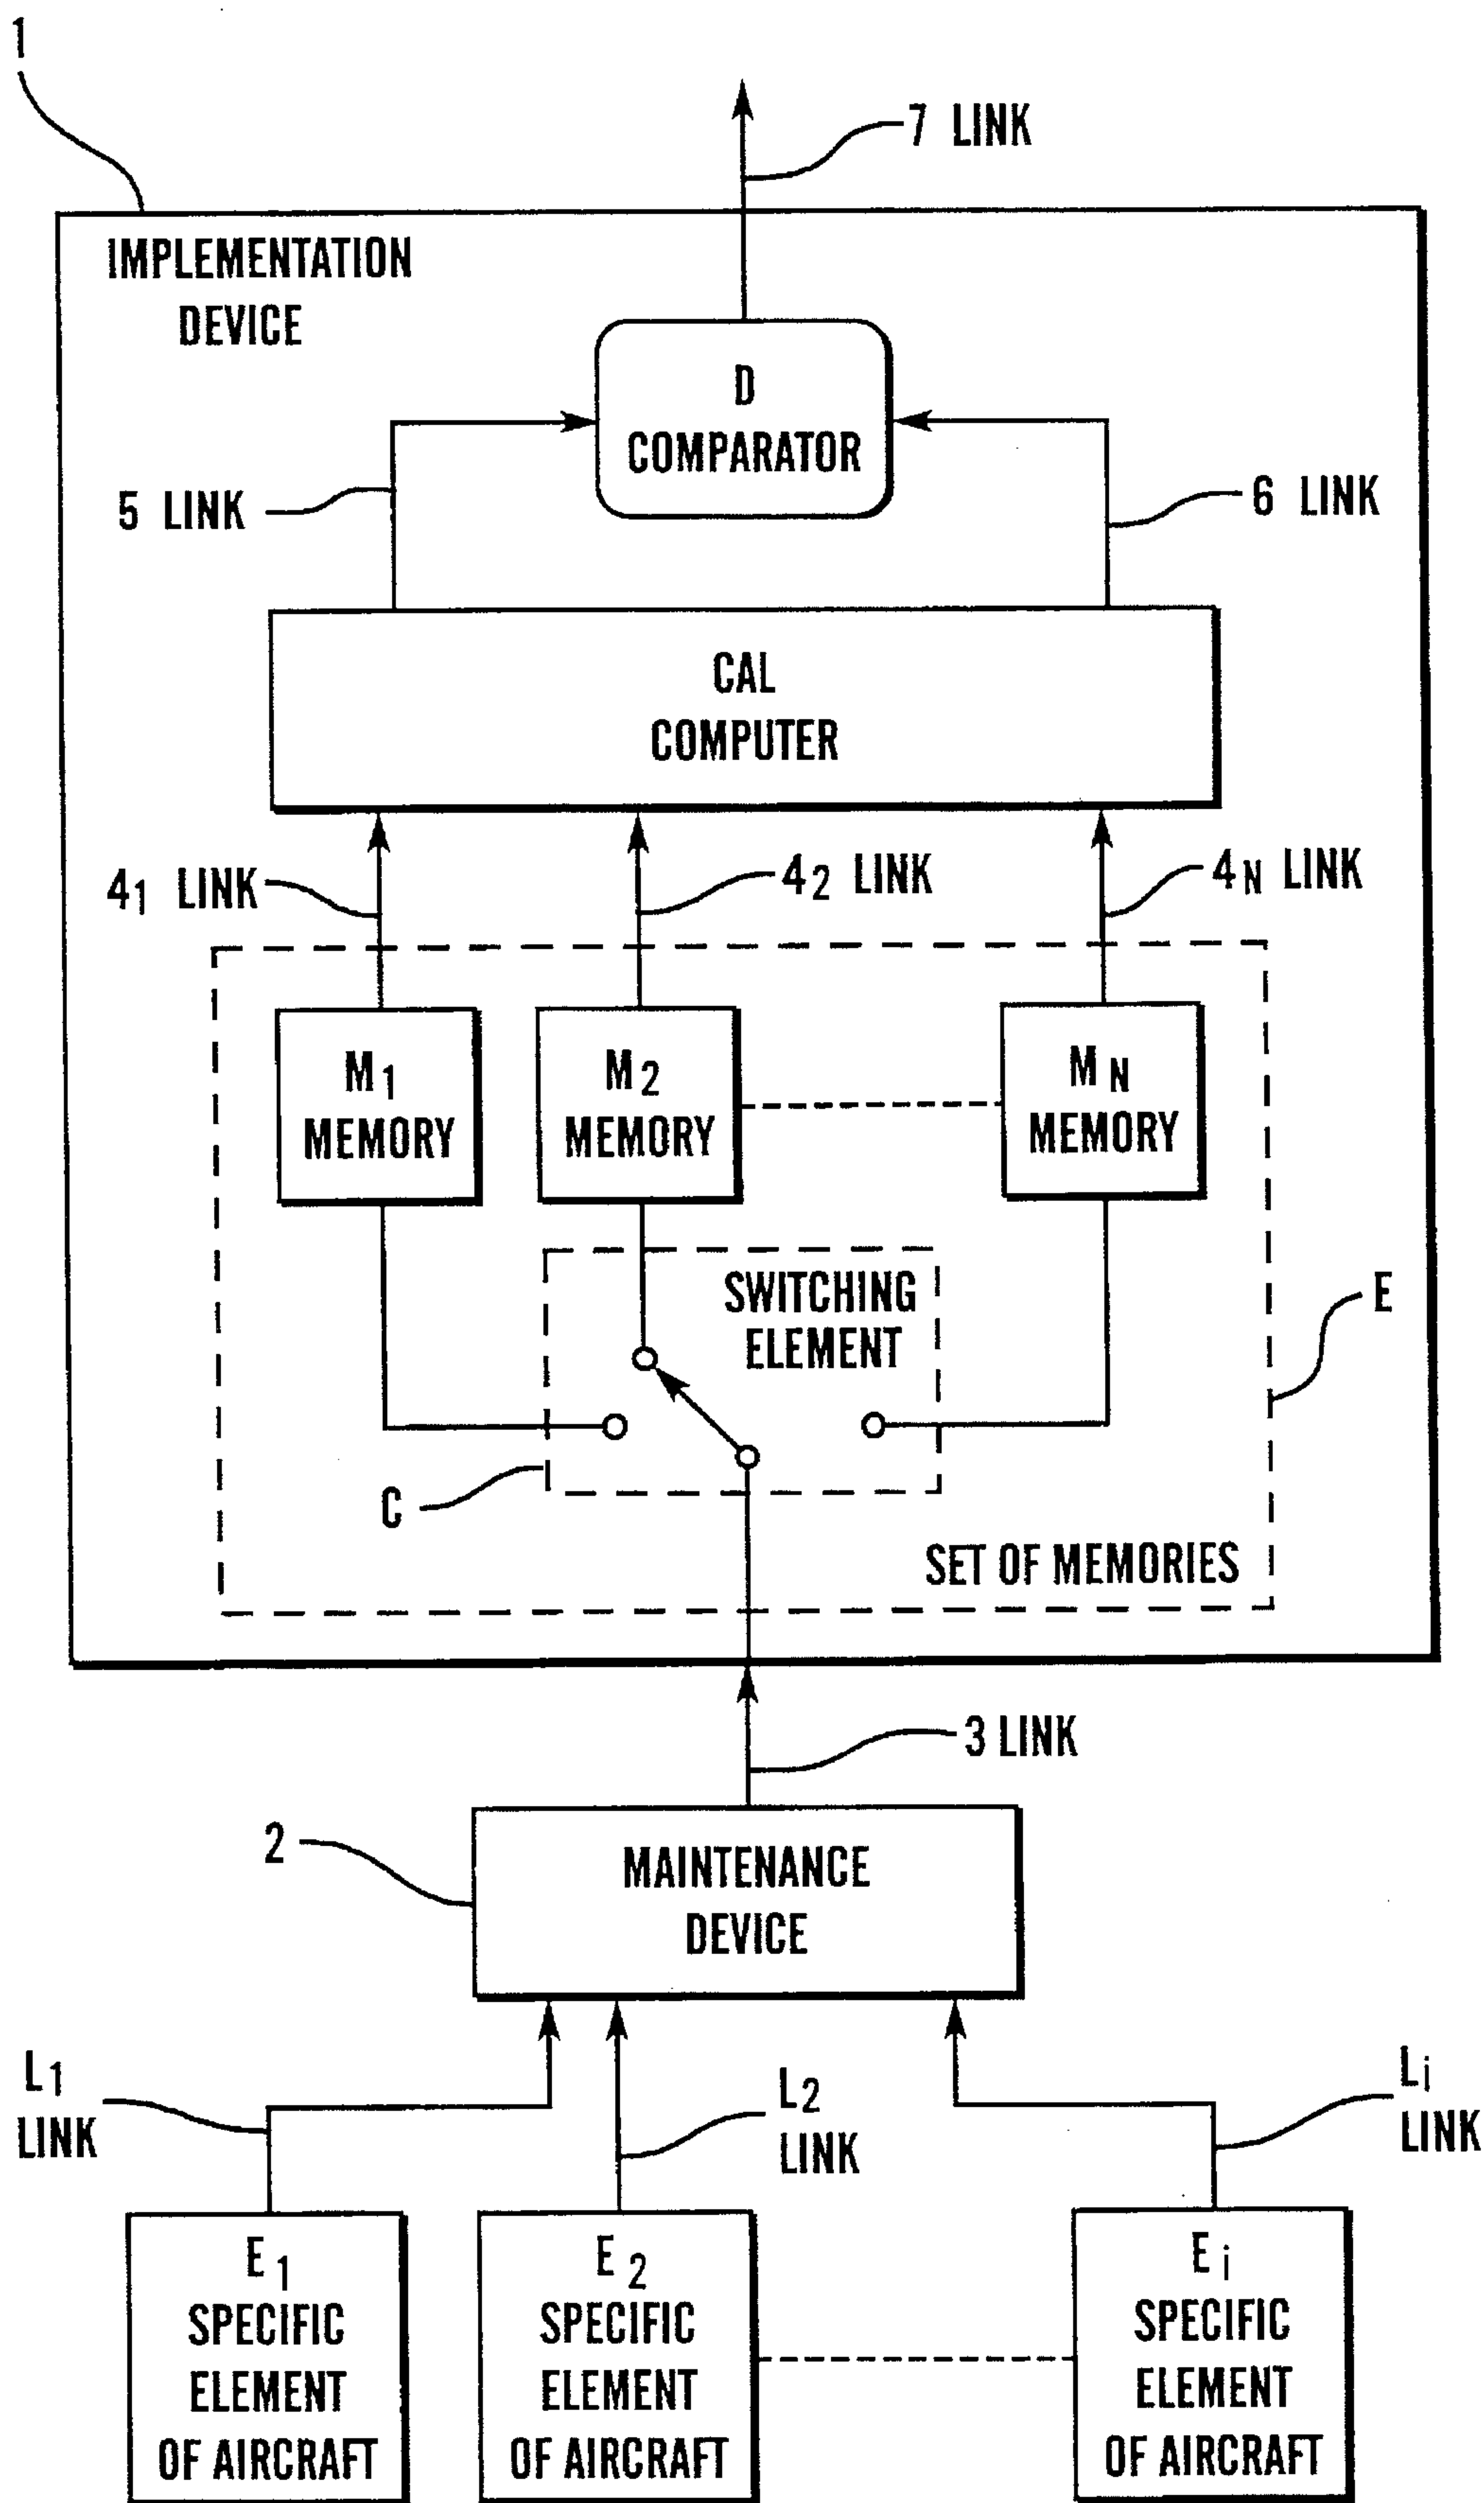 1
7 LINK
IMPLEMENTATION
DEVICE
D
COMPARATOR
5 LINK
6 LINK
CAL
COMPUTER
4₁ LINK
4₂ LINK
4N LINK
M₁
MEMORY
M₂
MEMORY
MN
MEMORY
SWITCHING
ELEMENT
E
C
SET OF MEMORIES
3 LINK
2
MAINTENANCE
DEVICE
L₁
LINK
L₂
LINK
Li
LINK
E₁
SPECIFIC
ELEMENT
OF AIRCRAFT
E₂
SPECIFIC
ELEMENT
OF AIRCRAFT
Ei
SPECIFIC
ELEMENT
OF AIRCRAFT